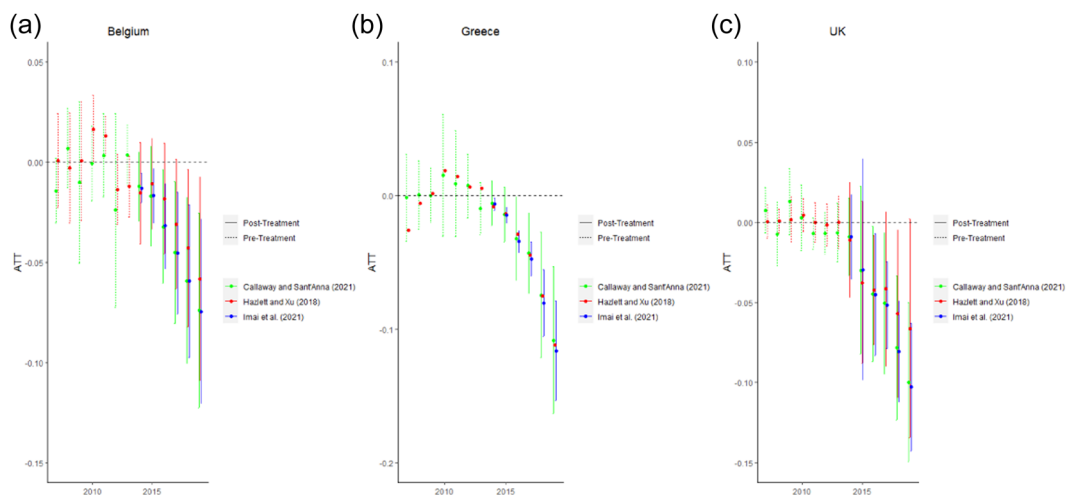 (a)
Belgium
0.05
0.00
-0.05
-0.10
-0.15
ATT
2010
2015
Post-Treatment
Pre-Treatment
Callaway and Sant'Anna (2021)
Hazlett and Xu (2018)
Imai et al. (2021)
(b)
Greece
0.1
0.0
-0.1
-0.2
ATT
2010
2015
Post-Treatment
Pre-Treatment
Callaway and Sant'Anna (2021)
Hazlett and Xu (2018)
Imai et al. (2021)
(c)
UK
0.10
0.05
0.00
-0.05
-0.10
-0.15
ATT
2010
2015
Post-Treatment
Pre-Treatment
Callaway and Sant'Anna (2021)
Hazlett and Xu (2018)
Imai et al. (2021)